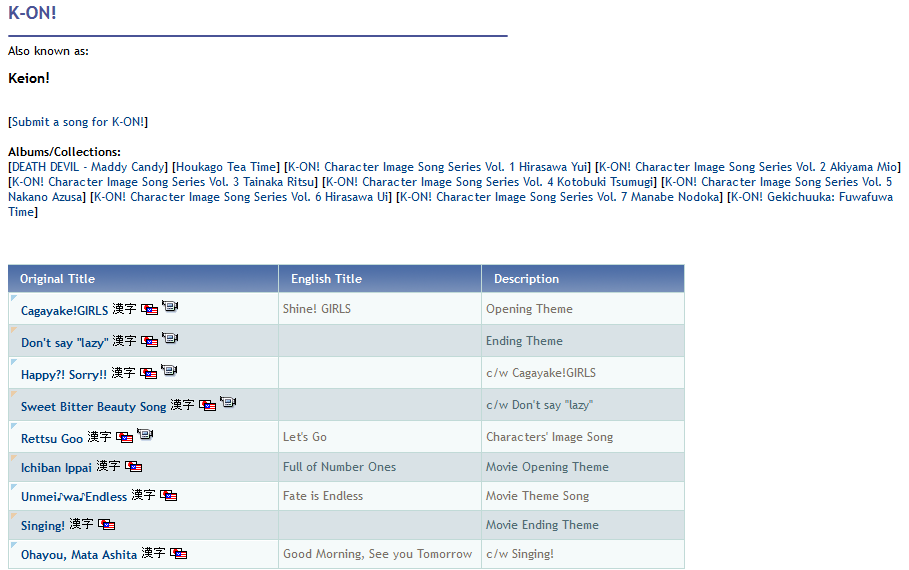 K-ON!
Also known as:
Keion!
[Submit a song for K-ON!]
Albums/Collections:
[DEATH DEVIL - Maddy Candy] [Houkago Tea Time] [K-ON! Character Image Song Series Vol. 1 Hirasawa Yui] [K-ON! Character Image Song Series Vol. 2 Akiyama Mio]
[K-ON! Character Image Song Series Vol. 3 Tainaka Ritsu] [K-ON! Character Image Song Series Vol. 4 Kotobuki Tsumugi] [K-ON! Character Image Song Series Vol. 5
Nakano Azusa] [K-ON! Character Image Song Series Vol. 6 Hirasawa Ui] [K-ON! Character Image Song Series Vol. 7 Manabe Nodoka] [K-ON! Gekichuuka: Fuwafuwa
Time]
Original Title English Title Description
Cagayake!GIRLS 漢字 Shine! GIRLS Opening Theme
Don't say "lazy" 漢字 Ending Theme
Happy?! Sorry!! 漢字 c/w Cagayake!GIRLS
Sweet Bitter Beauty Song 漢字 c/w Don't say "lazy"
Rettsu Goo 漢字 Let's Go Characters' Image Song
Ichiban Ippai 漢字 Full of Number Ones Movie Opening Theme
Unmei♪wa♪Endless 漢字 Fate is Endless Movie Theme Song
Singing! 漢字 Movie Ending Theme
Ohayou, Mata Ashita 漢字 Good Morning, See you Tomorrow c/w Singing!